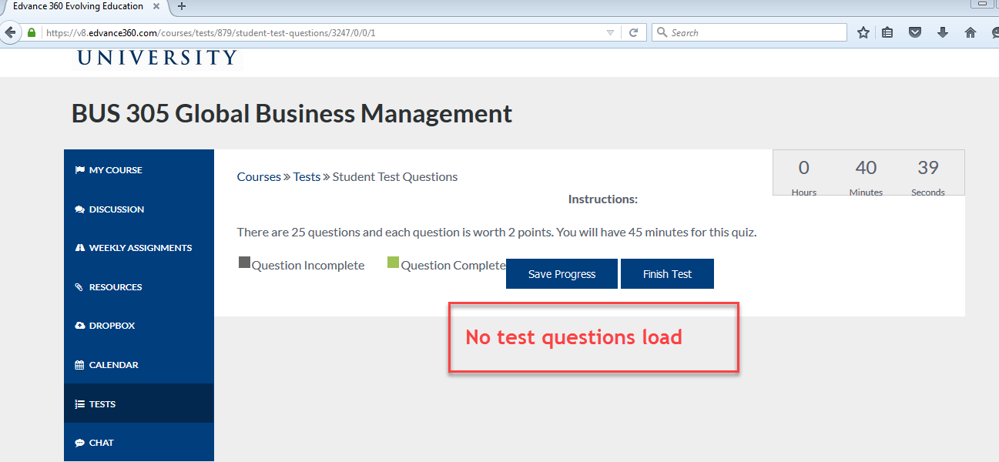 Edvance 360 Evolving Education
https://v8.edvance360.com/courses/tests/879/student-test-questions/3247/0/0/1
Search
UNIVERSITY
BUS 305 Global Business Management
MY COURSE
DISCUSSION
WEEKLY ASSIGNMENTS
RESOURCES
DROPBOX
CALENDAR
TESTS
CHAT
Courses » Tests » Student Test Questions
0 40 39
Hours Minutes Seconds
Instructions:
There are 25 questions and each question is worth 2 points. You will have 45 minutes for this quiz.
Question Incomplete Question Complete Save Progress Finish Test
No test questions load